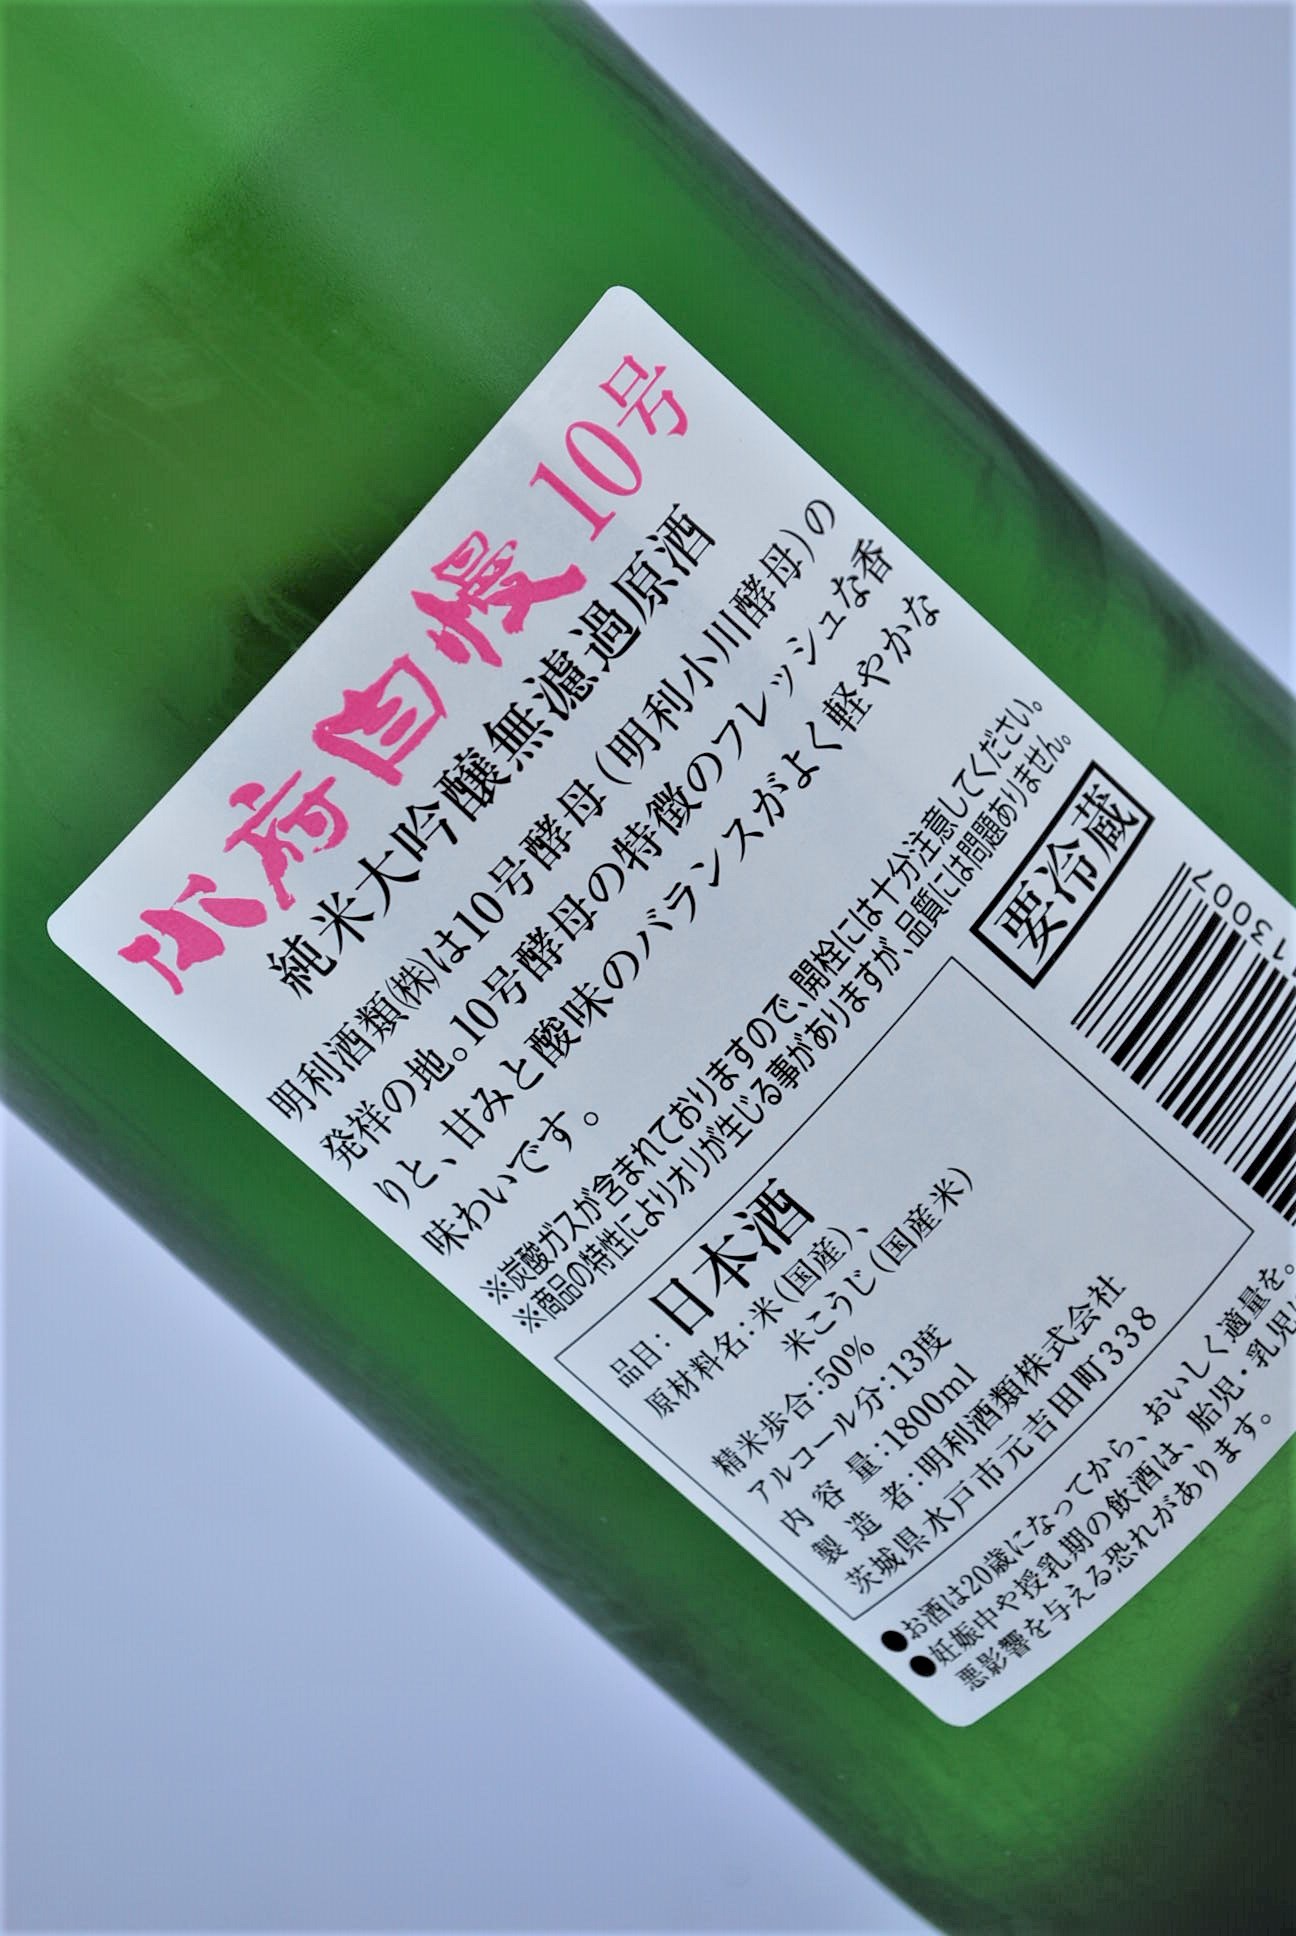 水府自慢 10号
純米大吟醸無濾過原酒
明利酒類(株)は10号酵母(明利小川酵母)の
発祥の地。10号酵母の特徴のフレッシュな香
りと、甘みと酸味のバランスがよく軽やかな
味わいです。
※炭酸ガスが含まれておりますので、開栓には十分注意してください。
※商品の特性によりオリが生じる事がありますが、品質には問題ありません。
要冷蔵
13007
品目：日本酒
原材料名：米(国産)、
米こうじ(国産米)
精米歩合：50%
アルコール分：13度
内容量：1800ml
製造者：明利酒類株式会社
茨城県水戸市元吉田町338
●お酒は20歳になってから、おいしく適量を。
●妊娠中や授乳期の飲酒は、胎児・乳児に
悪影響を与える恐れがあります。